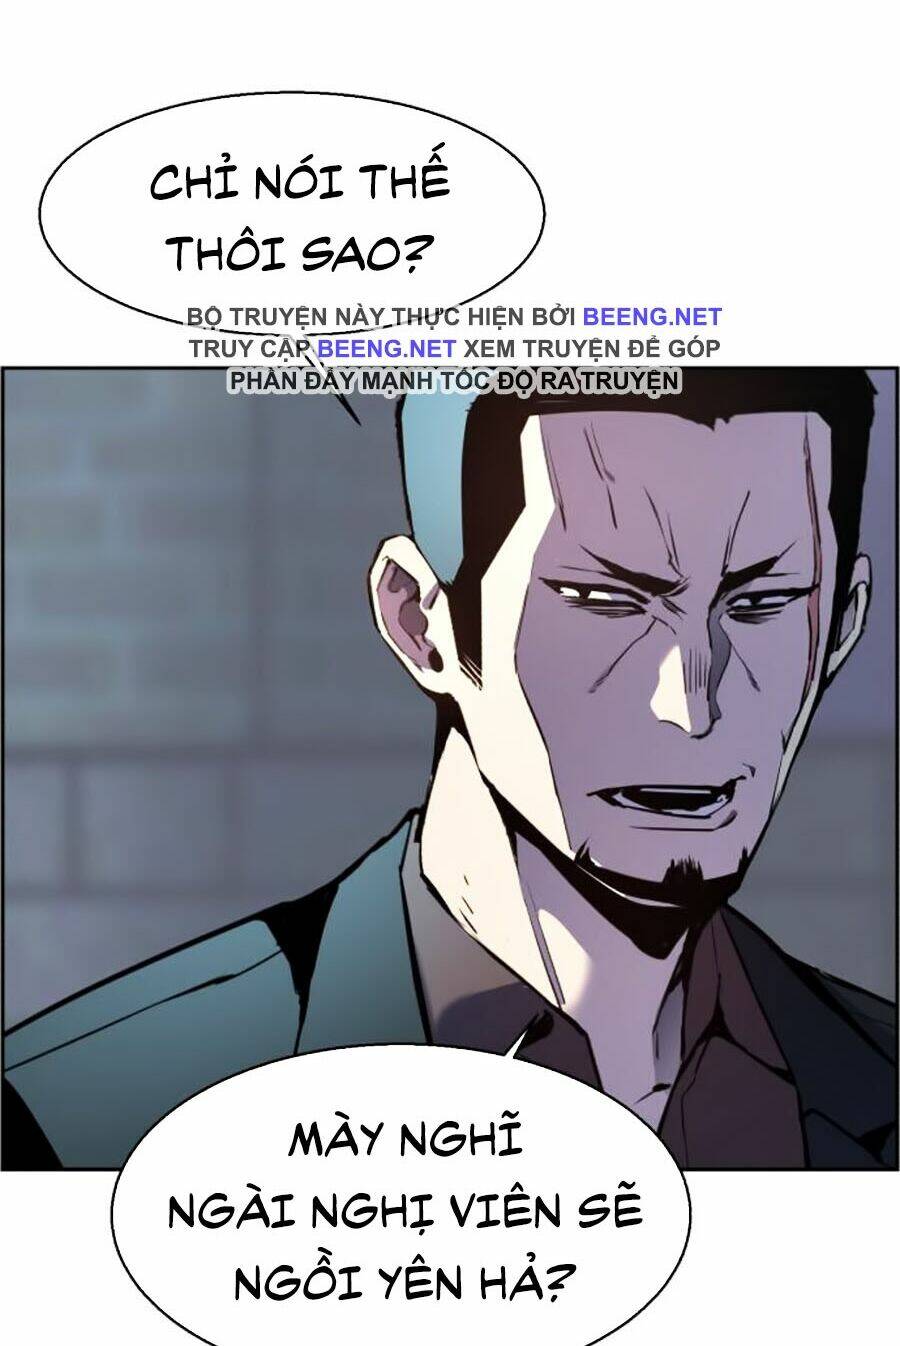 CHỈ NÓI THẾ
THÔI SAO?
BỘ TRUYỆN NÀY THỰC HIỆN BỞI BEENG.NET
TRUY CẬP BEENG.NET XEM TRUYỆN ĐỂ GÓP
PHẦN ĐẨY MẠNH TỐC ĐỘ RA TRUYỆN
MÀY NGHĨ
NGÀI NGHỊ VIÊN SẼ
NGỒI YÊN HẢ?